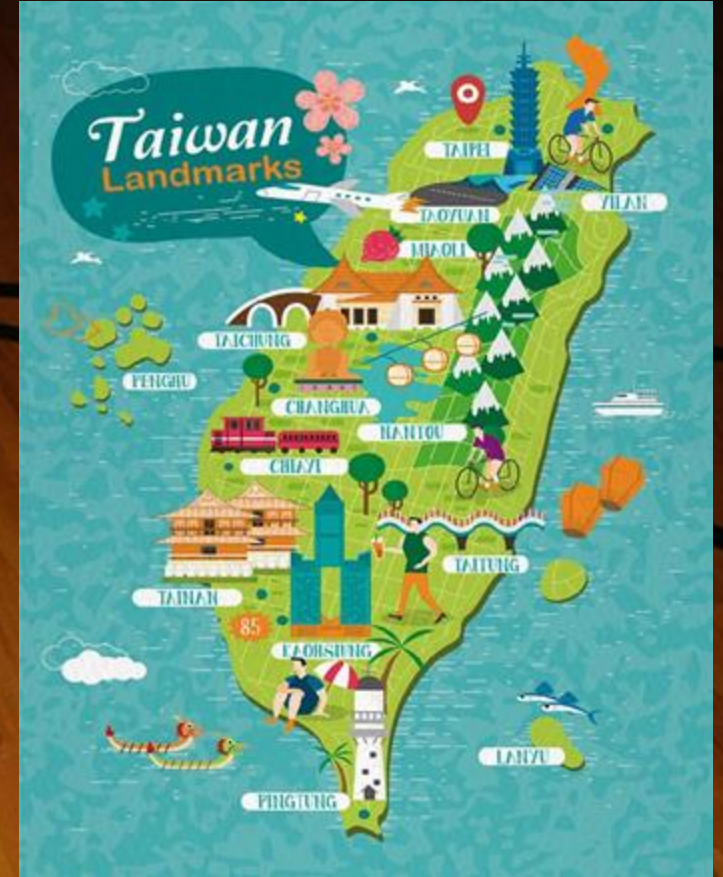 Taiwan
Landmarks
TAIPEI
YILAN
TAOYUAN
MIAOLI
TAICHUNG
PENGHU
CHANGHUA
NANTOU
CHIAYI
TAITUNG
TAINAN
85
KAOHSIUNG
LANYU
PINGTUNG